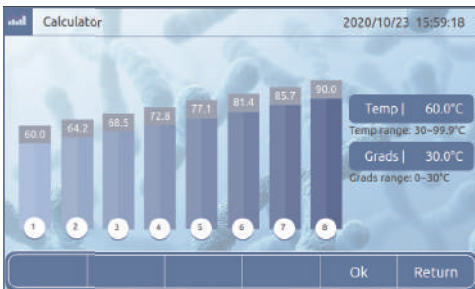 Calculator 2020/10/23 15:59:18
60.0 64.2 68.5 72.8 77.1 81.4 85.7 90.0
Temp | 60.0°C
Temp range: 30~99.9°C
Grads | 30.0°C
Grads range: 0~30°C
1 2 3 4 5 6 7 8
Ok Return